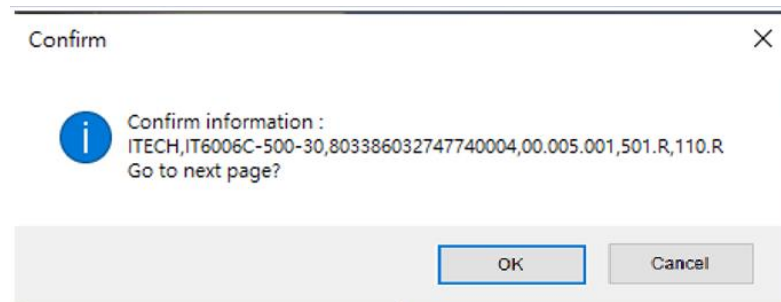 Confirm
Confirm information :
ITECH,IT6006C-500-30,803386032747740004,00.005.001,501.R,110.R
Go to next page?
OK
Cancel